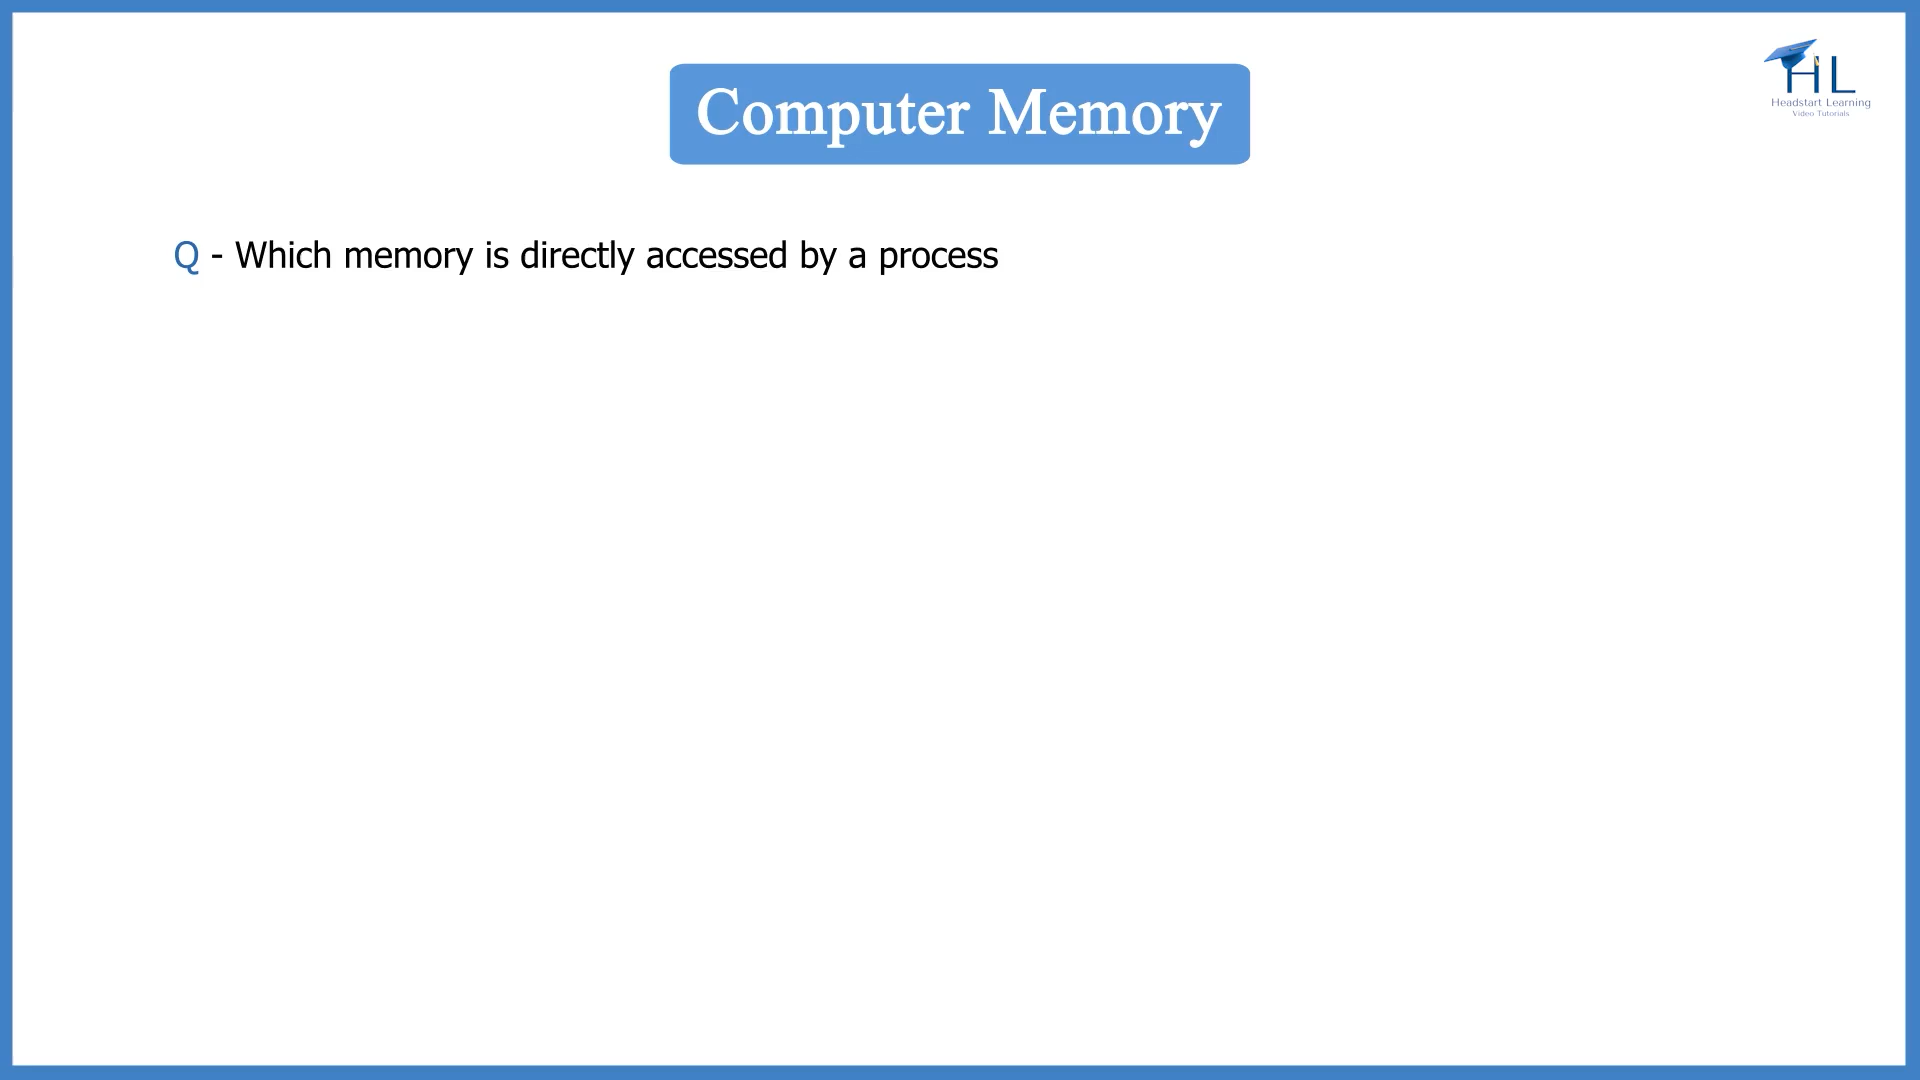 Computer Memory
HL
Headstart Learning
Video Tutorials
Q - Which memory is directly accessed by a process